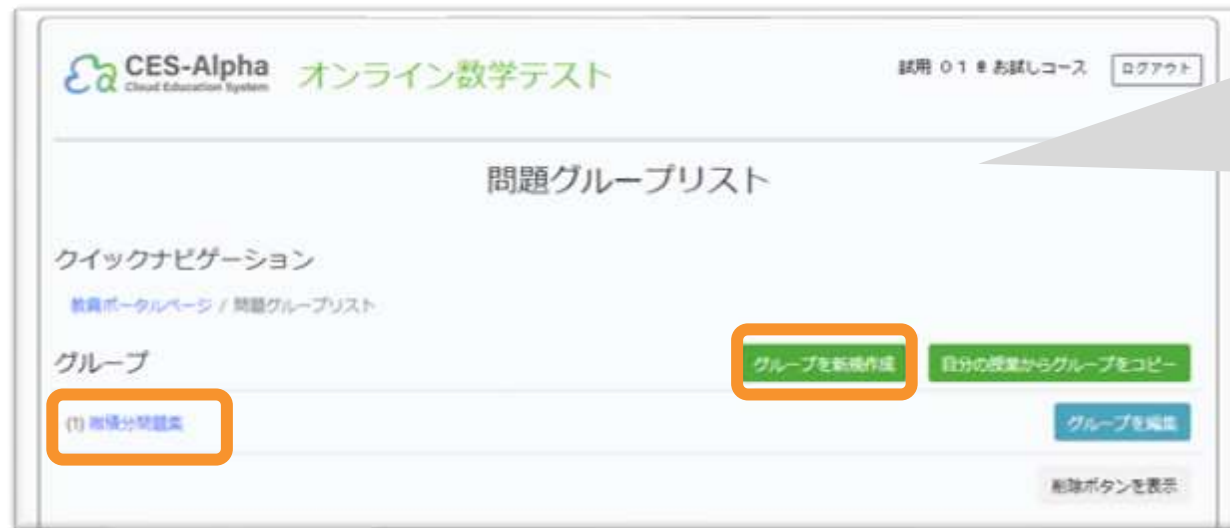 CES-Alpha
Cloud Education System
オンライン数学テスト
試用 018 お試しコース
ログアウト
問題グループリスト
クイックナビゲーション
教員ポータルページ / 問題グループリスト
グループ
グループを新規作成
自分の授業からグループをコピー
(1) 微積分問題集
グループを編集
削除ボタンを表示